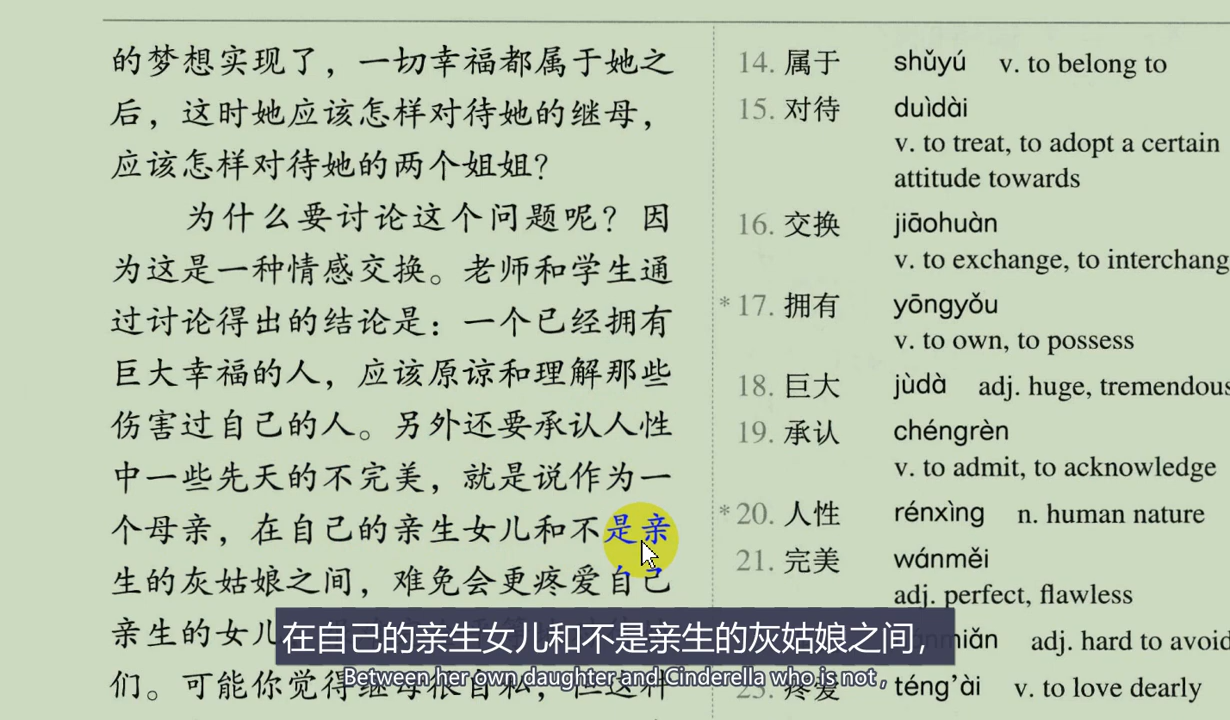 的梦想实现了，一切幸福都属于她之
后，这时她应该怎样对待她的继母，
应该怎样对待她的两个姐姐？
为什么要讨论这个问题呢？因
为这是一种情感交换。老师和学生通
过讨论得出的结论是：一个已经拥有
巨大幸福的人，应该原谅和理解那些
伤害过自己的人。另外还要承认人性
中一些先天的不完美，就是说作为一
个母亲，在自己的亲生女儿和不是亲
生的灰姑娘之间，难免会更疼爱自己
亲生的女儿
们。可能你觉得继母很自私，但这种
14. 属于 shǔyú v. to belong to
15. 对待 duìdài
v. to treat, to adopt a certain
attitude towards
16. 交换 jiāohuàn
v. to exchange, to interchang
*17. 拥有 yōngyǒu
v. to own, to possess
18. 巨大 jùdà adj. huge, tremendous
19. 承认 chéngrèn
v. to admit, to acknowledge
*20. 人性 rénxìng n. human nature
21. 完美 wánměi
adj. perfect, flawless
adj. hard to avoid
23. 疼爱 téng'ài v. to love dearly
在自己的亲生女儿和不是亲生的灰姑娘之间，
Between her own daughter and Cinderella who is not ,